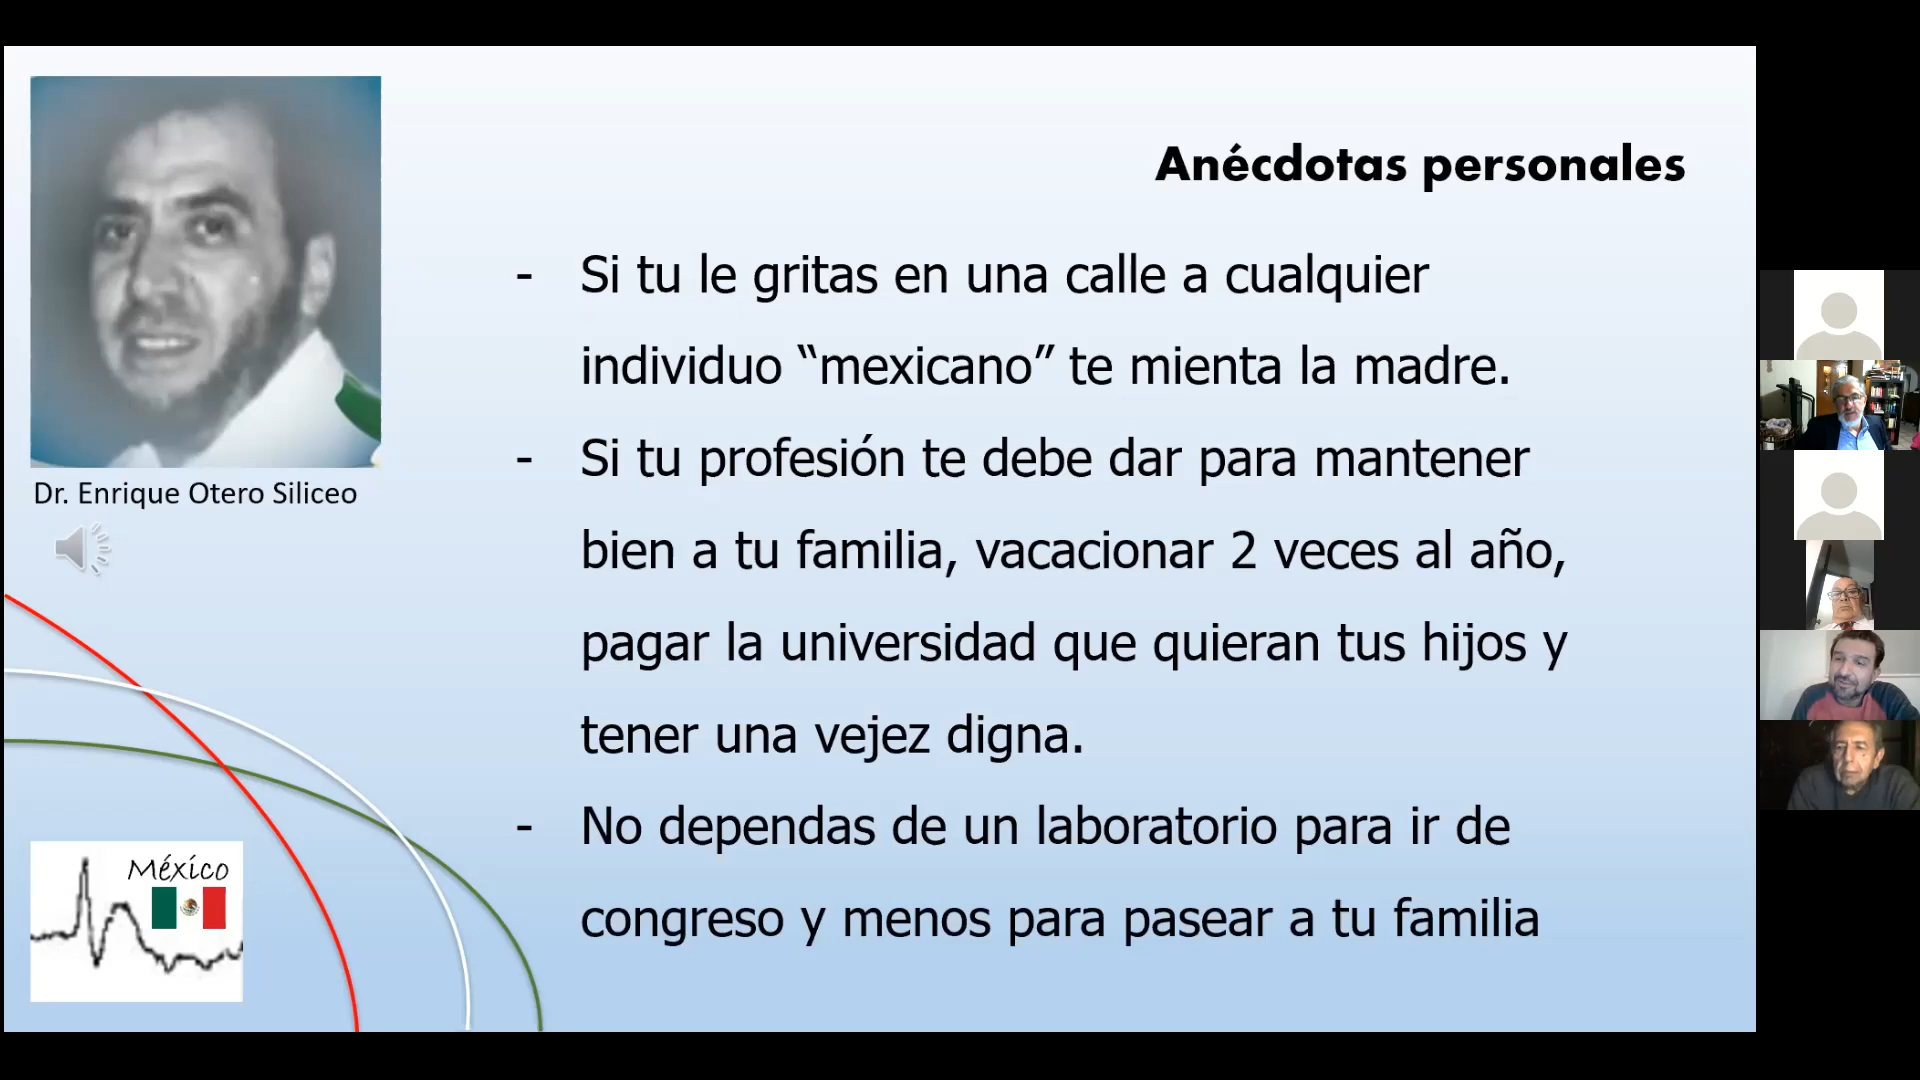 Anécdotas personales
- Si tu le gritas en una calle a cualquier
individuo “mexicano” te mienta la madre.
- Si tu profesión te debe dar para mantener
bien a tu familia, vacacionar 2 veces al año,
pagar la universidad que quieran tus hijos y
tener una vejez digna.
- No dependas de un laboratorio para ir de
congreso y menos para pasear a tu familia
Dr. Enrique Otero Siliceo
México